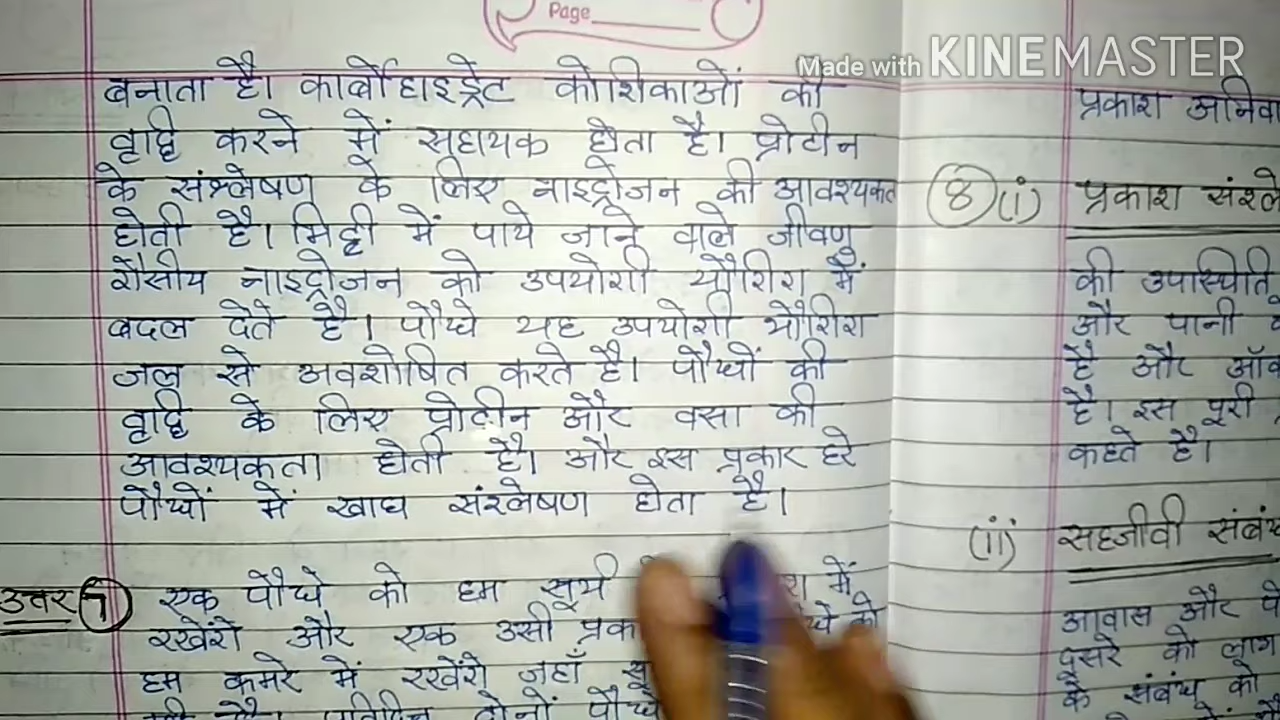 Page
Made with KINEMASTER
बनाता है। कार्बोहाइड्रेट कोशिकाओं की
वृद्धि करने में सहायक होता है। प्रोटीन
के संश्लेषण के लिए नाइट्रोजन की आवश्यकत
होती है। मिट्टी में पाये जाने वाले जीवणु
गैसीय नाइट्रोजन को उपयोगी यौगिग में
बदल देते है। पौधे यह उपयोगी यौगिग
जल से अवशोषित करते है। पौधों की
वृद्धि के लिए प्रोटीन और वसा की
आवश्यकता होती है। और इस प्रकार हरे
पौधों में खाध संश्लेषण होता है।
उत्तर 7 एक पौधे को हम सूर्य में
रखेंगे और एक उसी को
हम कमरे में रखेंगे जहाँ
प्रकाश अनिवा
8 (i) प्रकाश संश्ले
की उपस्थिति
और पानी
है और ऑक
है। इस पूरी
कहते है।
(ii) सहजीवी संबंध
आवास और
दूसरे को लाग
के संबंध को